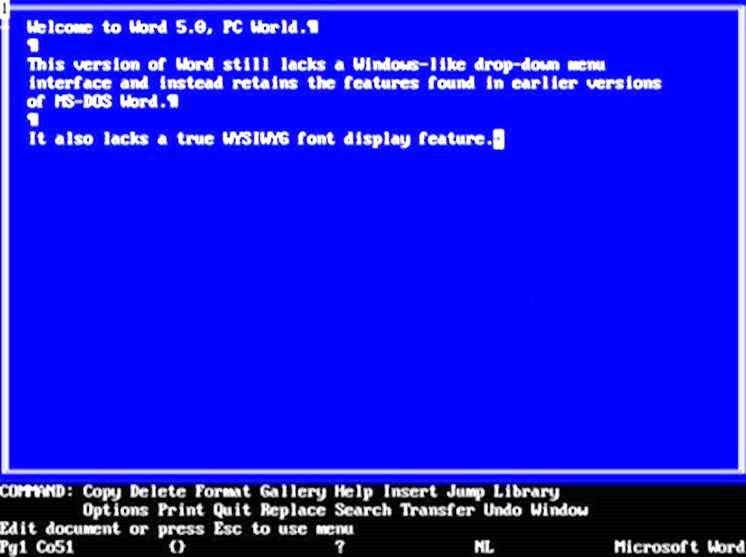 1
Welcome to Word 5.0, PC World.¶
¶
This version of Word still lacks a Windows-like drop-down menu
interface and instead retains the features found in earlier versions
of MS-DOS Word.¶
¶
It also lacks a true WYSIWYG font display feature.
COMMAND: Copy Delete Format Gallery Help Insert Jump Library
Options Print Quit Replace Search Transfer Undo Window
Edit document or press Esc to use menu
Pg1 Co51 {} ? NL Microsoft Word